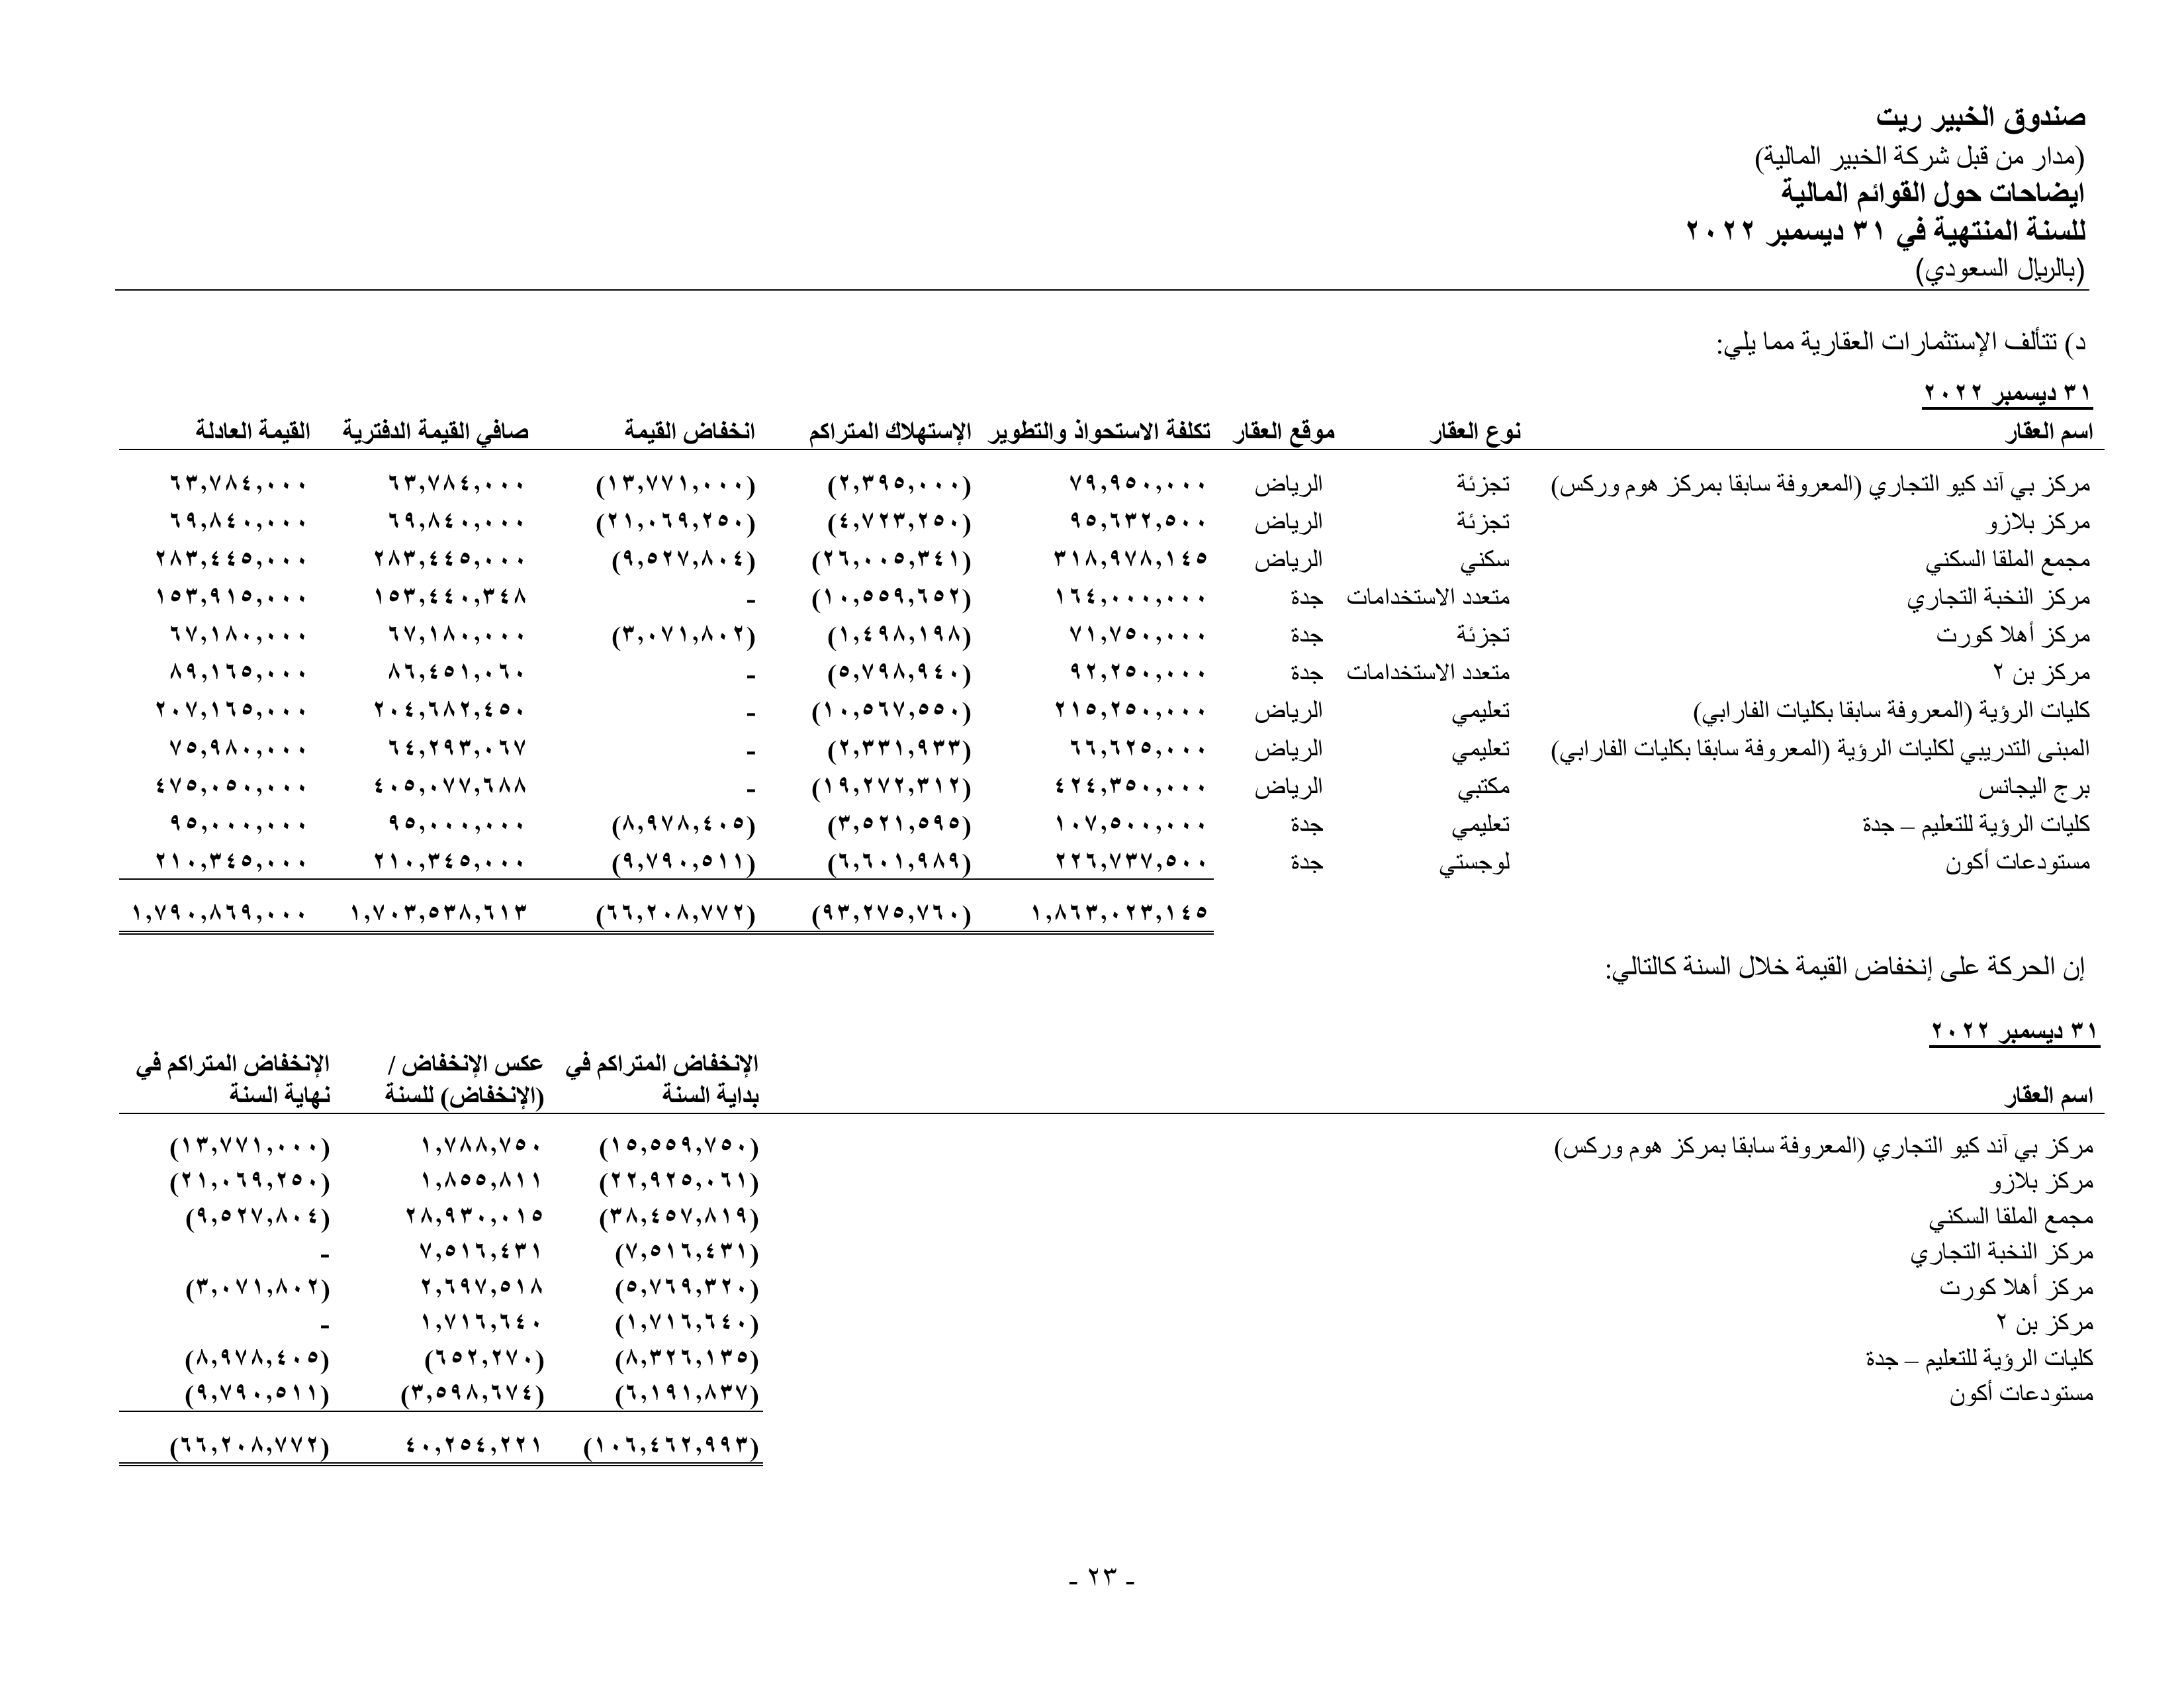 صندوق الخبير ريت
(مدار من قبل شركة الخبير المالية)
ايضاحات حول القوائم المالية
للسنة المنتهية في ٣١ ديسمبر ٢٠٢٢
(بالريال السعودي)
د) تتألف الإستثمارات العقارية مما يلي:
٣١ ديسمبر ٢٠٢٢
اسم العقار نوع العقار موقع العقار تكلفة الاستحواذ والتطوير الإستهلاك المتراكم انخفاض القيمة صافي القيمة الدفترية القيمة العادلة
مركز بي آند كيو التجاري (المعروفة سابقا بمركز هوم وركس) تجزئة الرياض ٧٩,٩٥٠,٠٠٠ (٢,٣٩٥,٠٠٠) (١٣,٧٧١,٠٠٠) ٦٣,٧٨٤,٠٠٠ ٦٣,٧٨٤,٠٠٠
مركز بلازو تجزئة الرياض ٩٥,٦٣٢,٥٠٠ (٤,٧٢٣,٢٥٠) (٢١,٠٦٩,٢٥٠) ٦٩,٨٤٠,٠٠٠ ٦٩,٨٤٠,٠٠٠
مجمع الملقا السكني سكني الرياض ٣١٨,٩٧٨,١٤٥ (٢٦,٠٠٥,٣٤١) (٩,٥٢٧,٨٠٤) ٢٨٣,٤٤٥,٠٠٠ ٢٨٣,٤٤٥,٠٠٠
مركز النخبة التجاري متعدد الاستخدامات جدة ١٦٤,٠٠٠,٠٠٠ (١٠,٥٥٩,٦٥٢) - ١٥٣,٤٤٠,٣٤٨ ١٥٣,٩١٥,٠٠٠
مركز أهلا كورت تجزئة جدة ٧١,٧٥٠,٠٠٠ (١,٤٩٨,١٩٨) (٣,٠٧١,٨٠٢) ٦٧,١٨٠,٠٠٠ ٦٧,١٨٠,٠٠٠
مركز بن ٢ متعدد الاستخدامات جدة ٩٢,٢٥٠,٠٠٠ (٥,٧٩٨,٩٤٠) - ٨٦,٤٥١,٠٦٠ ٨٩,١٦٥,٠٠٠
كليات الرؤية (المعروفة سابقا بكليات الفارابي) تعليمي الرياض ٢١٥,٢٥٠,٠٠٠ (١٠,٥٦٧,٥٥٠) - ٢٠٤,٦٨٢,٤٥٠ ٢٠٧,١٦٥,٠٠٠
المبنى التدريبي لكليات الرؤية (المعروفة سابقا بكليات الفارابي) تعليمي الرياض ٦٦,٦٢٥,٠٠٠ (٢,٣٣١,٩٣٣) - ٦٤,٢٩٣,٠٦٧ ٧٥,٩٨٠,٠٠٠
برج اليجانس مكتبي الرياض ٤٢٤,٣٥٠,٠٠٠ (١٩,٢٧٢,٣١٢) - ٤٠٥,٠٧٧,٦٨٨ ٤٧٥,٠٥٠,٠٠٠
كليات الرؤية للتعليم – جدة تعليمي جدة ١٠٧,٥٠٠,٠٠٠ (٣,٥٢١,٥٩٥) (٨,٩٧٨,٤٠٥) ٩٥,٠٠٠,٠٠٠ ٩٥,٠٠٠,٠٠٠
مستودعات أكون لوجستي جدة ٢٢٦,٧٣٧,٥٠٠ (٦,٦٠١,٩٨٩) (٩,٧٩٠,٥١١) ٢١٠,٣٤٥,٠٠٠ ٢١٠,٣٤٥,٠٠٠
١,٨٦٣,٠٢٣,١٤٥ (٩٣,٢٧٥,٧٦٠) (٦٦,٢٠٨,٧٧٢) ١,٧٠٣,٥٣٨,٦١٣ ١,٧٩٠,٨٦٩,٠٠٠
إن الحركة على إنخفاض القيمة خلال السنة كالتالي:
٣١ ديسمبر ٢٠٢٢
الإنخفاض المتراكم في عكس الإنخفاض / الإنخفاض المتراكم في
اسم العقار بداية السنة (الإنخفاض) للسنة نهاية السنة
مركز بي آند كيو التجاري (المعروفة سابقا بمركز هوم وركس) (١٥,٥٥٩,٧٥٠) ١,٧٨٨,٧٥٠ (١٣,٧٧١,٠٠٠)
مركز بلازو (٢٢,٩٢٥,٠٦١) ١,٨٥٥,٨١١ (٢١,٠٦٩,٢٥٠)
مجمع الملقا السكني (٣٨,٤٥٧,٨١٩) ٢٨,٩٣٠,٠١٥ (٩,٥٢٧,٨٠٤)
مركز النخبة التجاري (٧,٥١٦,٤٣١) ٧,٥١٦,٤٣١ -
مركز أهلا كورت (٥,٧٦٩,٣٢٠) ٢,٦٩٧,٥١٨ (٣,٠٧١,٨٠٢)
مركز بن ٢ (١,٧١٦,٦٤٠) ١,٧١٦,٦٤٠ -
كليات الرؤية للتعليم – جدة (٨,٣٢٦,١٣٥) (٦٥٢,٢٧٠) (٨,٩٧٨,٤٠٥)
مستودعات أكون (٦,١٩١,٨٣٧) (٣,٥٩٨,٦٧٤) (٩,٧٩٠,٥١١)
(١٠٦,٤٦٢,٩٩٣) ٤٠,٢٥٤,٢٢١ (٦٦,٢٠٨,٧٧٢)
- ٢٣ -